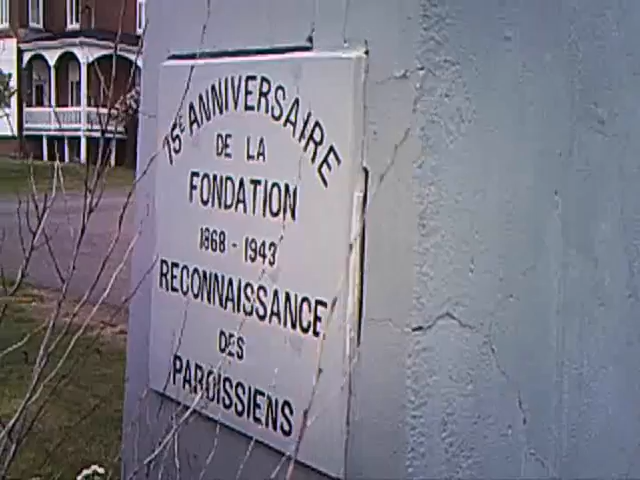 75E ANNIVERSAIRE
DE LA
FONDATION
1868 - 1943
RECONNAISSANCE
DES
PAROISSIENS